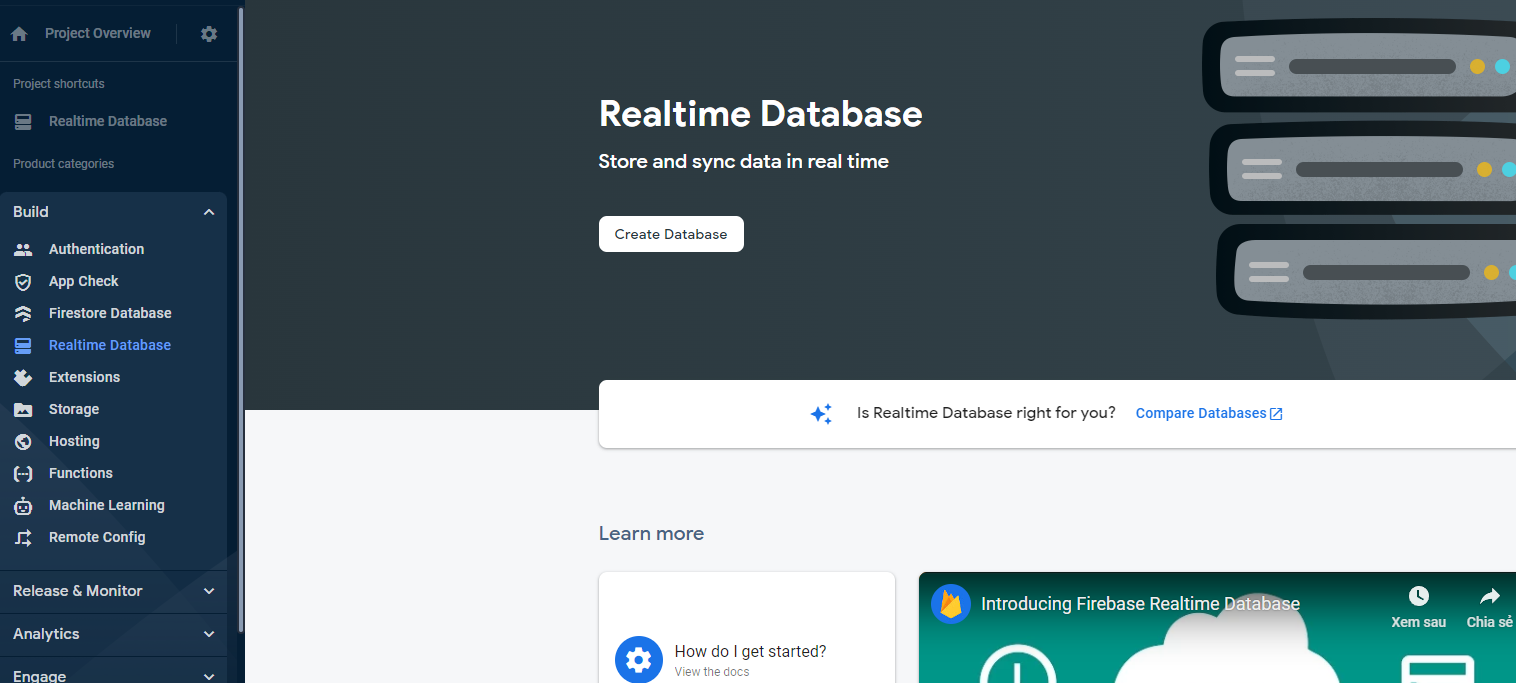 Project Overview
Project shortcuts
Realtime Database
Product categories
Build
Authentication
App Check
Firestore Database
Realtime Database
Extensions
Storage
Hosting
Functions
Machine Learning
Remote Config
Release & Monitor
Analytics
Engage
Realtime Database
Store and sync data in real time
Create Database
Is Realtime Database right for you? Compare Databases
Learn more
How do I get started?
View the docs
Introducing Firebase Realtime Database
Xem sau Chia sẻ